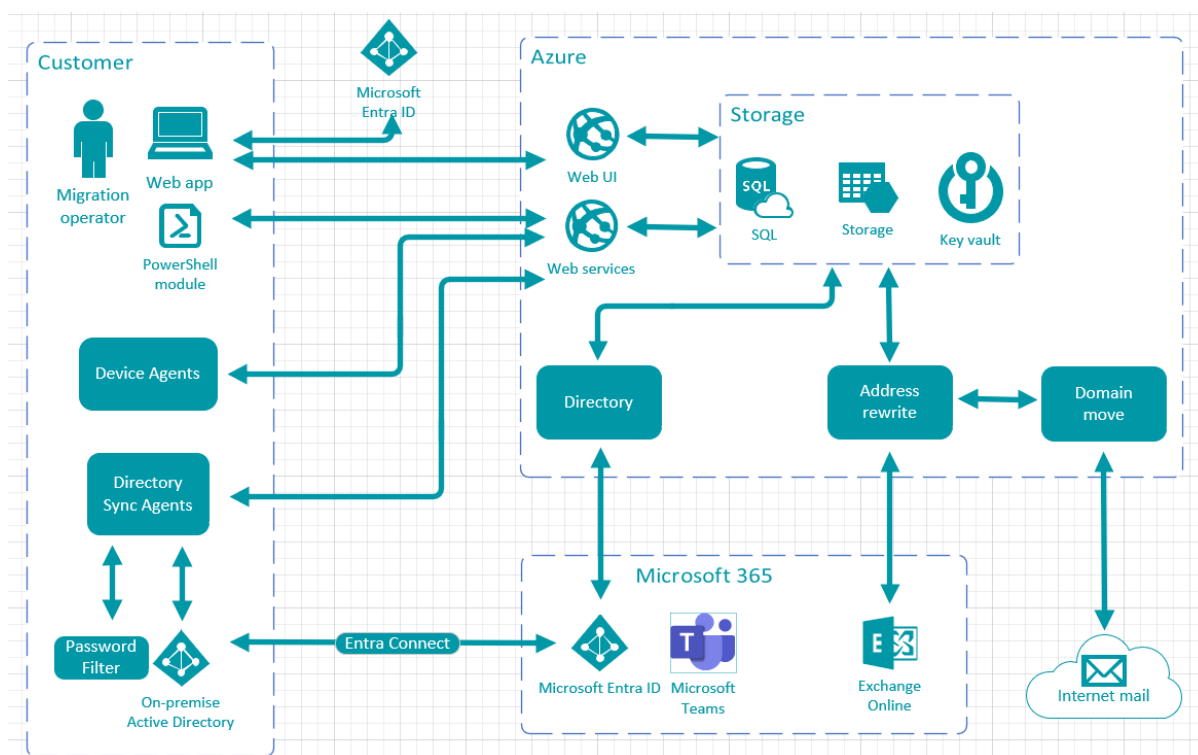 Customer
Migration
operator
Web app
PowerShell
module
Device Agents
Directory
Sync Agents
Password
Filter
On-premise
Active Directory
Microsoft
Entra ID
Entra Connect
Azure
Web UI
Web services
Storage
SQL
SQL
Storage
Key vault
Directory
Address
rewrite
Domain
move
Microsoft 365
Microsoft Entra ID
T
Microsoft
Teams
E
Exchange
Online
Internet mail